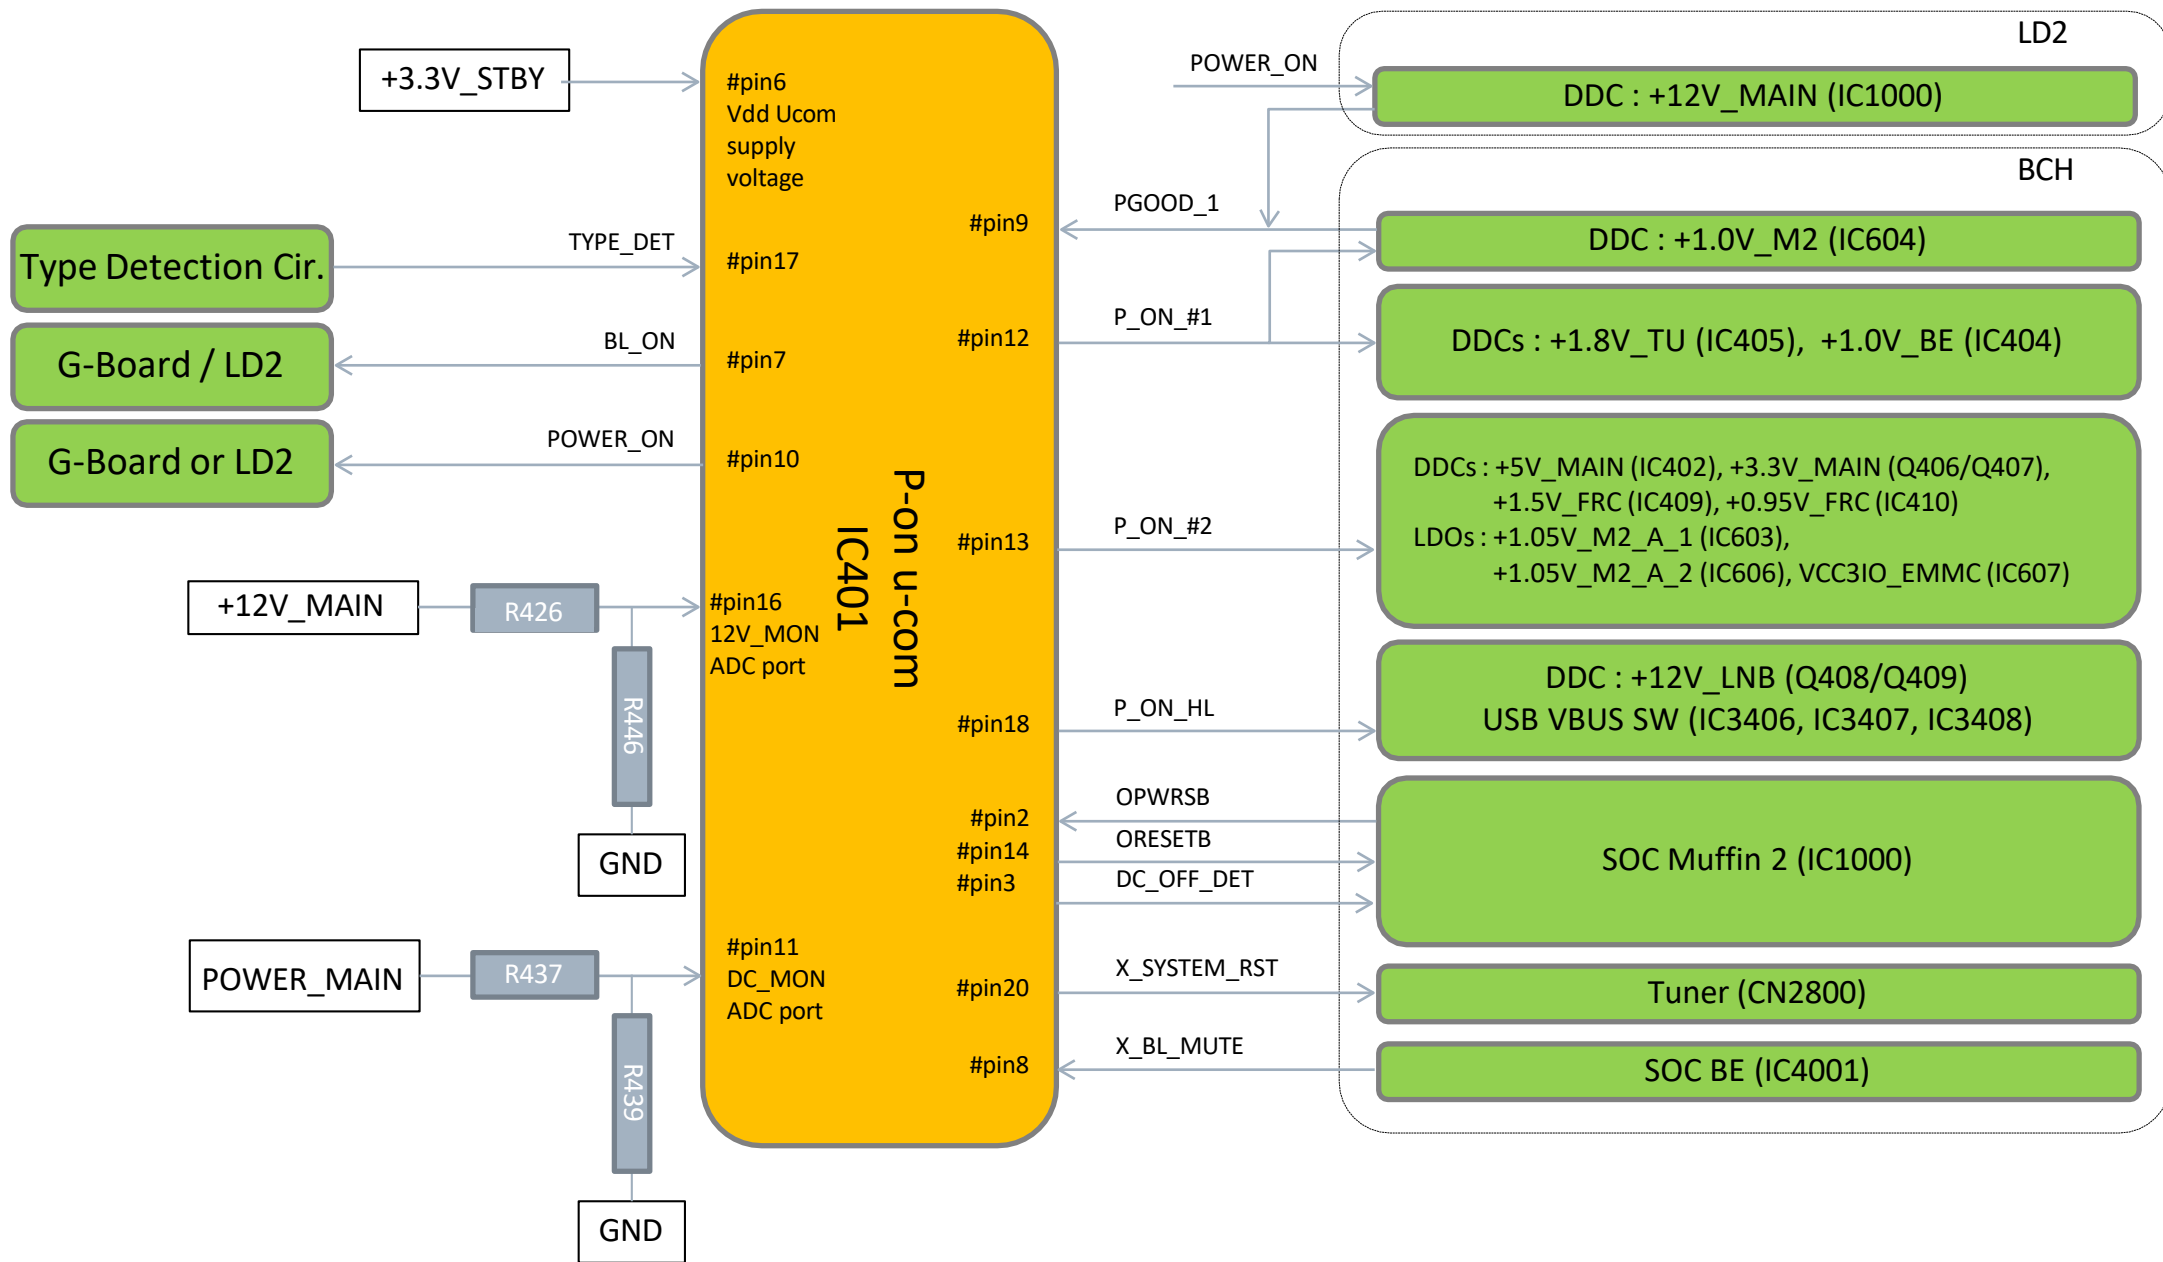 LD2
+3.3V_STBY
POWER_ON
DDC : +12V_MAIN (IC1000)
#pin6
Vdd Ucom
supply
voltage
BCH
PGOOD_1
#pin9
DDC : +1.0V_M2 (IC604)
Type Detection Cir.
TYPE_DET
#pin17
P_ON_#1
#pin12
DDCs : +1.8V_TU (IC405), +1.0V_BE (IC404)
G-Board / LD2
BL_ON
#pin7
G-Board or LD2
POWER_ON
#pin10
P-on u-com
IC401
P_ON_#2
#pin13
DDCs : +5V_MAIN (IC402), +3.3V_MAIN (Q406/Q407),
+1.5V_FRC (IC409), +0.95V_FRC (IC410)
LDOs : +1.05V_M2_A_1 (IC603),
+1.05V_M2_A_2 (IC606), VCC3IO_EMMC (IC607)
+12V_MAIN
R426
#pin16
12V_MON
ADC port
R446
GND
P_ON_HL
#pin18
DDC : +12V_LNB (Q408/Q409)
USB VBUS SW (IC3406, IC3407, IC3408)
OPWRSB
#pin2
ORESETB
#pin14
DC_OFF_DET
#pin3
SOC Muffin 2 (IC1000)
POWER_MAIN
R437
#pin11
DC_MON
ADC port
R439
GND
X_SYSTEM_RST
#pin20
Tuner (CN2800)
X_BL_MUTE
#pin8
SOC BE (IC4001)